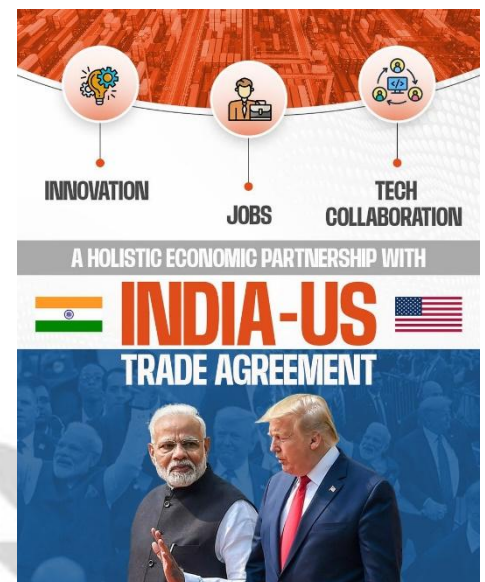 INNOVATION
JOBS
TECH
COLLABORATION
A HOLISTIC ECONOMIC PARTNERSHIP WITH
INDIA-US
TRADE AGREEMENT